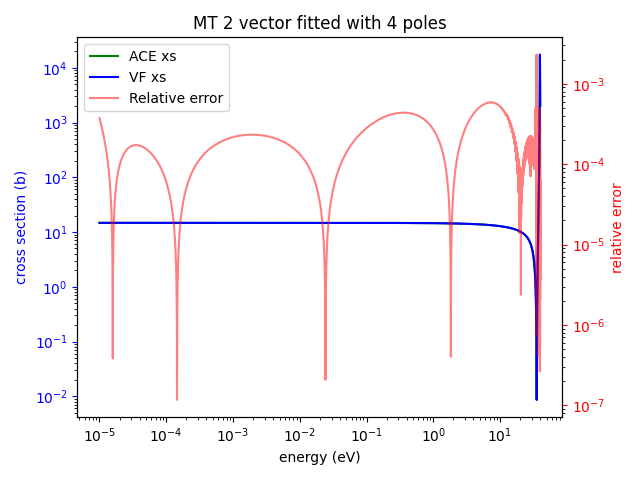 MT 2 vector fitted with 4 poles
ACE xs
VF xs
Relative error
cross section (b)
10^4
10^3
10^2
10^1
10^0
10^-1
10^-2
relative error
10^-3
10^-4
10^-5
10^-6
10^-7
10^-5 10^-4 10^-3 10^-2 10^-1 10^0 10^1
energy (eV)